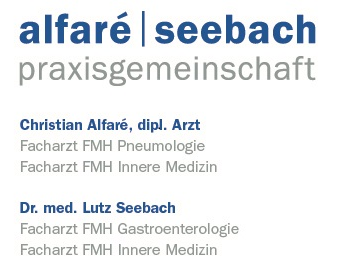 alfaré | seebach
praxisgemeinschaft
Christian Alfaré, dipl. Arzt
Facharzt FMH Pneumologie
Facharzt FMH Innere Medizin
Dr. med. Lutz Seebach
Facharzt FMH Gastroenterologie
Facharzt FMH Innere Medizin